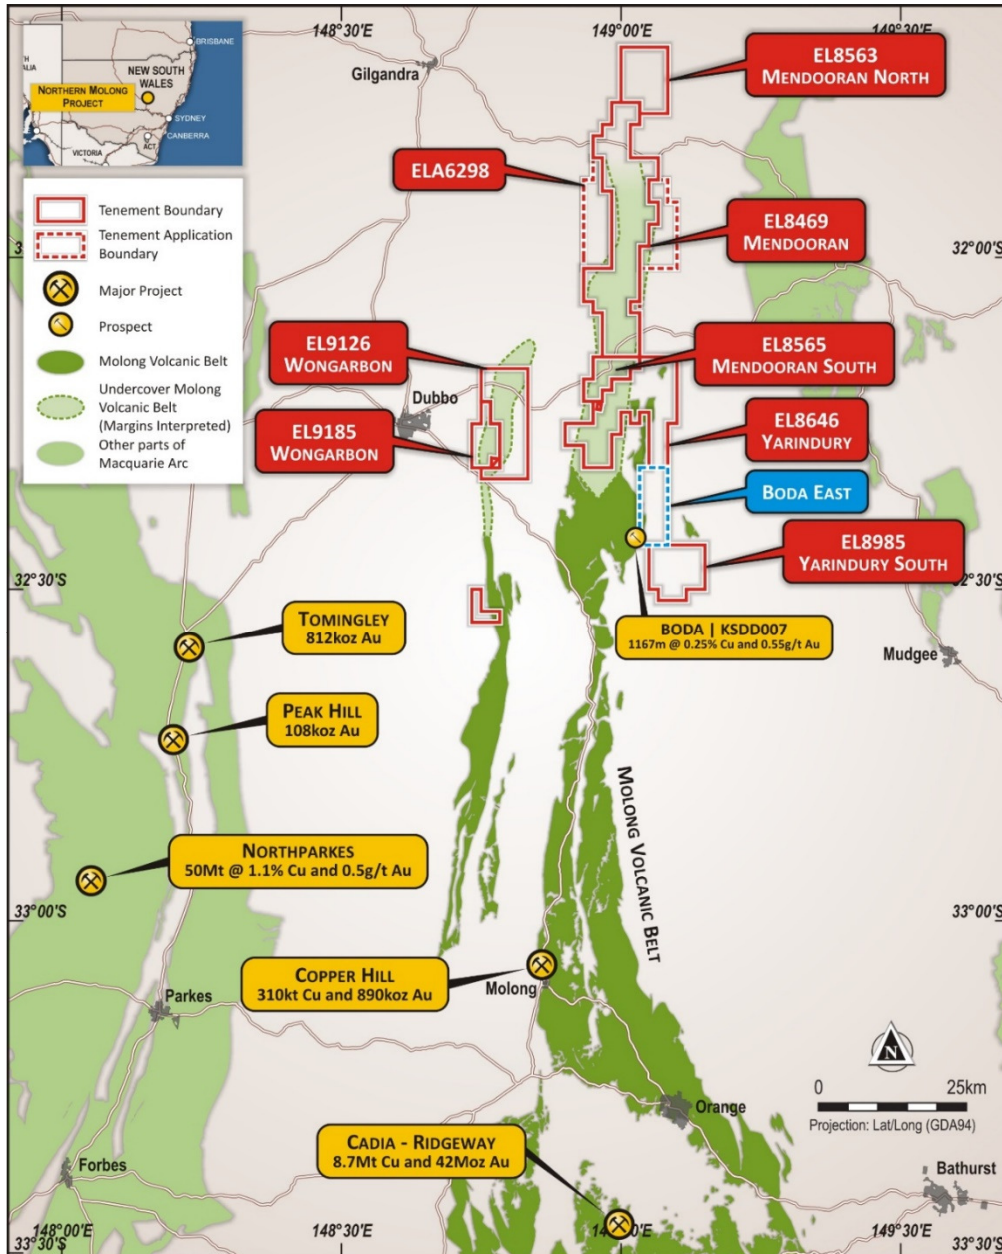 148°30'E
149°00'E
149°30'E
BRISBANE
NEW SOUTH
WALES
NORTHERN MOLONG
PROJECT
SYDNEY
CANBERRA
ACT
VICTORIA
Gilgandra
EL8563
MENDOORAN NORTH
ELA6298
Tenement Boundary
Tenement Application
Boundary
Major Project
Prospect
Molong Volcanic Belt
Undercover Molong
Volcanic Belt
(Margins Interpreted)
Other parts of
Macquarie Arc
EL8469
MENDOORAN
32°00'S
EL9126
WONGARBON
EL8565
MENDOORAN SOUTH
Dubbo
EL9185
WONGARBON
EL8646
YARINDURY
BODA EAST
EL8985
YARINDURY SOUTH
32°30'S
32°30'S
TOMINGLEY
812koz Au
BODA | KSDD007
1167m @ 0.25% Cu and 0.55g/t Au
Mudgee
PEAK HILL
108koz Au
MOLONG VOLCANIC BELT
NORTHPARKES
50Mt @ 1.1% Cu and 0.5g/t Au
33°00'S
33°00'S
COPPER HILL
310kt Cu and 890koz Au
Molong
Parkes
N
0 25km
Projection: Lat/Long (GDA94)
Orange
CADIA - RIDGEWAY
8.7Mt Cu and 42Moz Au
Forbes
Bathurst
148°00'E
148°30'E
149°30'E
33°30'S
33°30'S